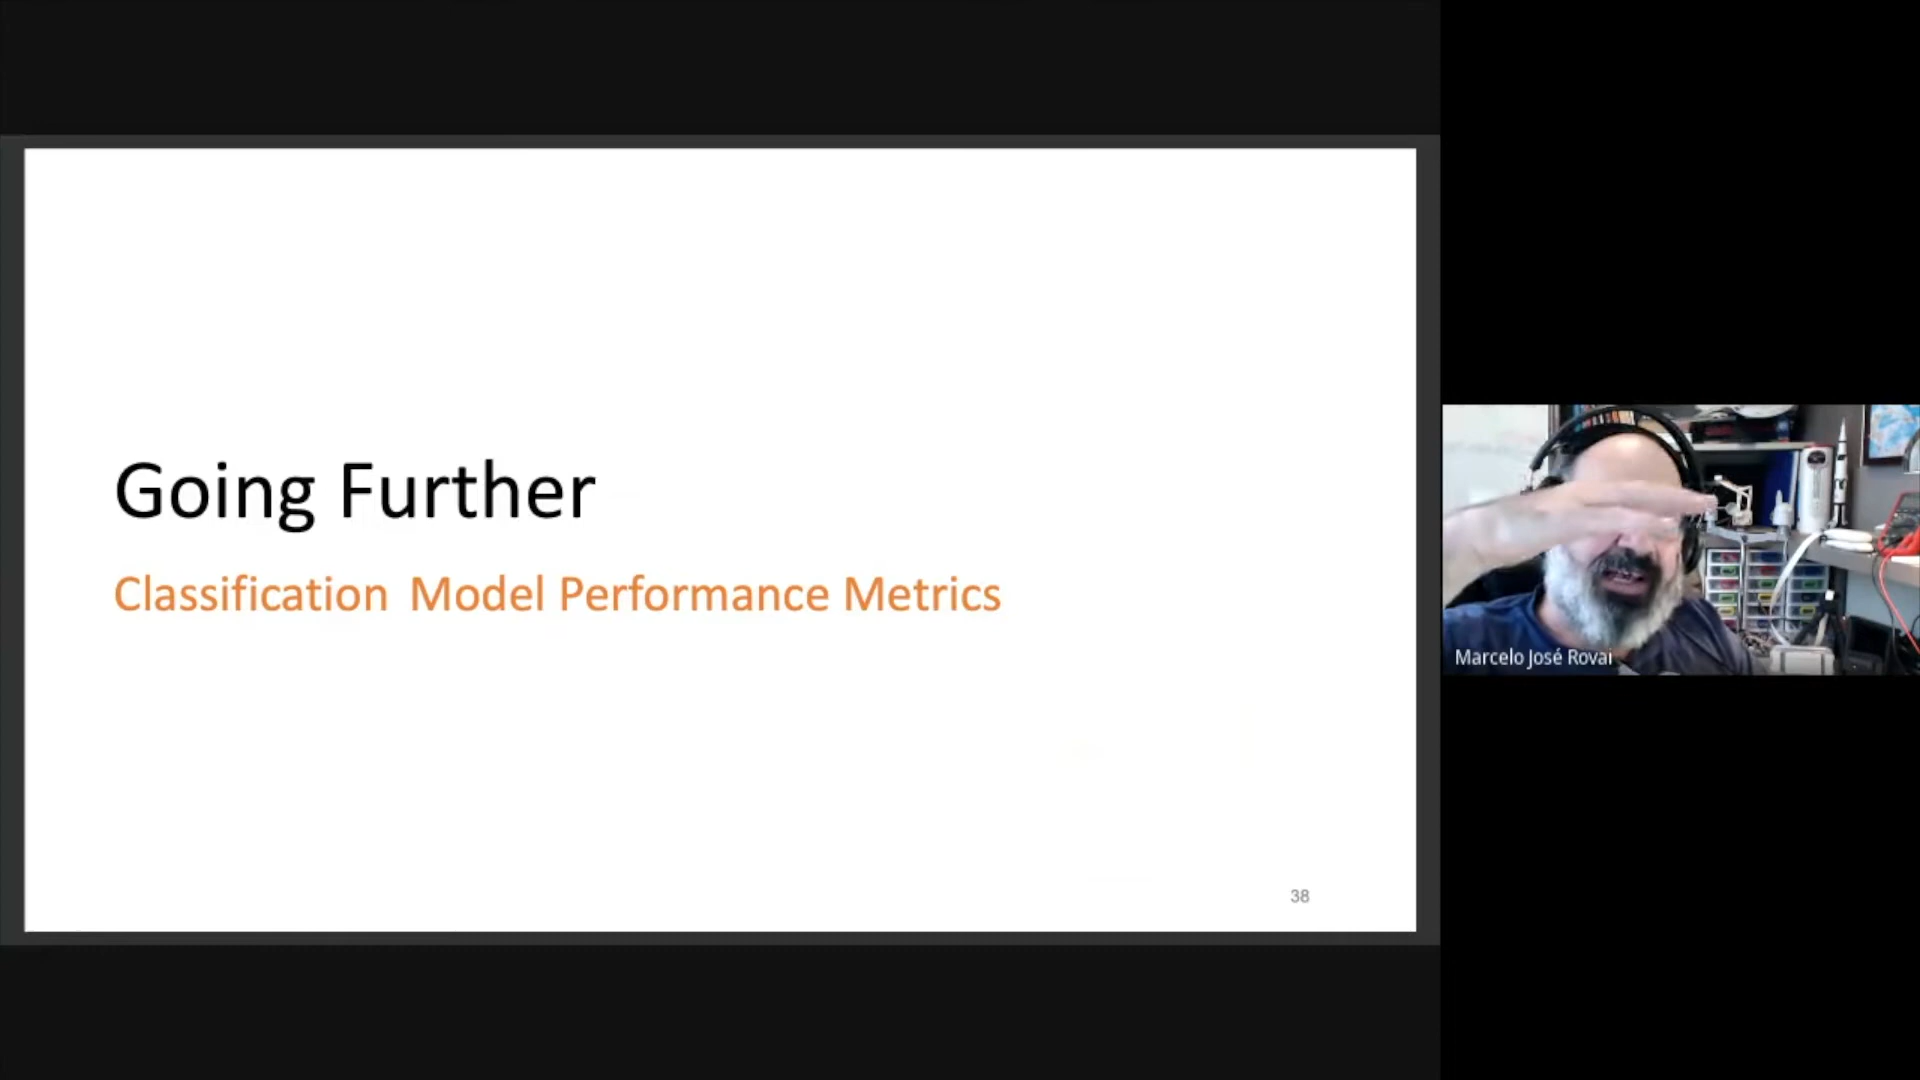 Going Further
Classification Model Performance Metrics
38
Marcelo José Rovai